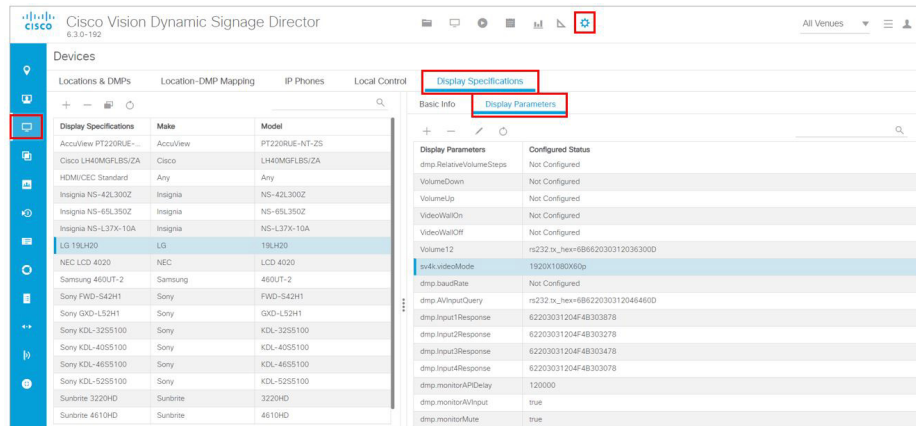 CISCO
Cisco Vision Dynamic Signage Director
6.3.0-192
All Venues
Devices
Locations & DMPs Location-DMP Mapping IP Phones Local Control Display Specifications
Basic Info Display Parameters
Display Specifications Make Model
AccuView PT220RUE-... AccuView PT220RUE-NT-ZS
Cisco LH40MGFLBS/ZA Cisco LH40MGFLBS/ZA
HDMI/CEC Standard Any Any
Insignia NS-42L300Z Insignia NS-42L300Z
Insignia NS-65L350Z Insignia NS-65L350Z
Insignia NS-L37X-10A Insignia NS-L37X-10A
LG 19LH20 LG 19LH20
NEC LCD 4020 NEC LCD 4020
Samsung 460UT-2 Samsung 460UT-2
Sony FWD-S42H1 Sony FWD-S42H1
Sony GXD-L52H1 Sony GXD-L52H1
Sony KDL-32S5100 Sony KDL-32S5100
Sony KDL-40S5100 Sony KDL-40S5100
Sony KDL-46S5100 Sony KDL-46S5100
Sony KDL-52S5100 Sony KDL-52S5100
Sunbrite 3220HD Sunbrite 3220HD
Sunbrite 4610HD Sunbrite 4610HD
Display Parameters Configured Status
dmp.RelativeVolumeSteps Not Configured
VolumeDown Not Configured
VolumeUp Not Configured
VideoWallOn Not Configured
VideoWallOff Not Configured
Volume12 rs232.tx_hex=6B6620303120363 00D
sv4k.videoMode 1920X1080X60p
dmp.baudRate Not Configured
dmp.AVInputQuery rs232.tx_hex=6B622030312046460D
dmp.Input1Response 62203031204F4B303878
dmp.Input2Response 62203031204F4B303278
dmp.Input3Response 62203031204F4B303478
dmp.Input4Response 62203031204F4B303078
dmp.monitorAPIDelay 120000
dmp.monitorAVInput true
dmp.monitorMute true